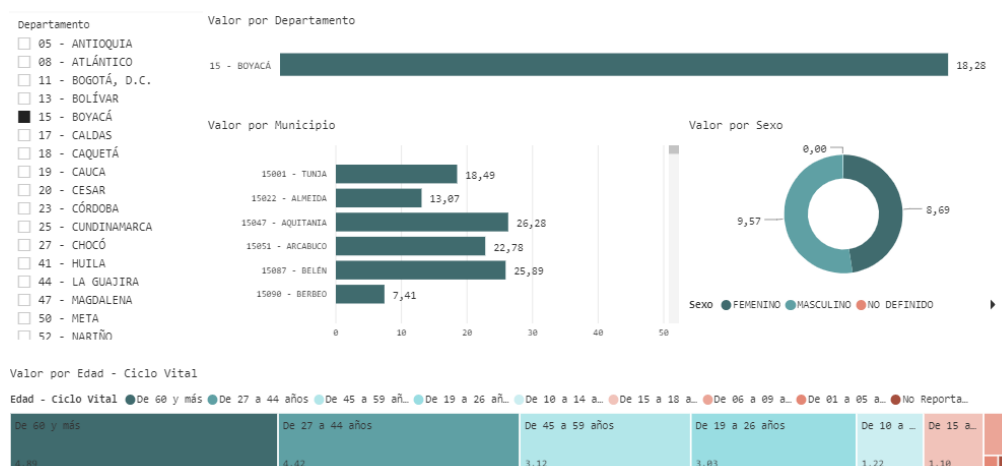 Departamento
05 - ANTIOQUIA
08 - ATLÁNTICO
11 - BOGOTÁ, D.C.
13 - BOLÍVAR
15 - BOYACÁ
17 - CALDAS
18 - CAQUETÁ
19 - CAUCA
20 - CESAR
23 - CÓRDOBA
25 - CUNDINAMARCA
27 - CHOCÓ
41 - HUILA
44 - LA GUAJIRA
47 - MAGDALENA
50 - META
52 - NARIÑO
Valor por Departamento
15 - BOYACÁ 18,28
Valor por Municipio
15001 - TUNJA 18,49
15022 - ALMEIDA 13,07
15047 - AQUITANIA 26,28
15051 - ARCABUCO 22,78
15087 - BELÉN 25,89
15090 - BERBEO 7,41
0 10 20 30 40 50
Valor por Sexo
0,00
9,57 8,69
Sexo FEMENINO MASCULINO NO DEFINIDO
Valor por Edad - Ciclo Vital
Edad - Ciclo Vital De 60 y más De 27 a 44 años De 45 a 59 añ… De 19 a 26 añ… De 10 a 14 a… De 15 a 18 a… De 06 a 09 a… De 01 a 05 a… No Reporta…
De 60 y más De 27 a 44 años De 45 a 59 años De 19 a 26 años De 10 a … De 15 a…
4,89 4,42 3,12 3,03 1,22 1,10